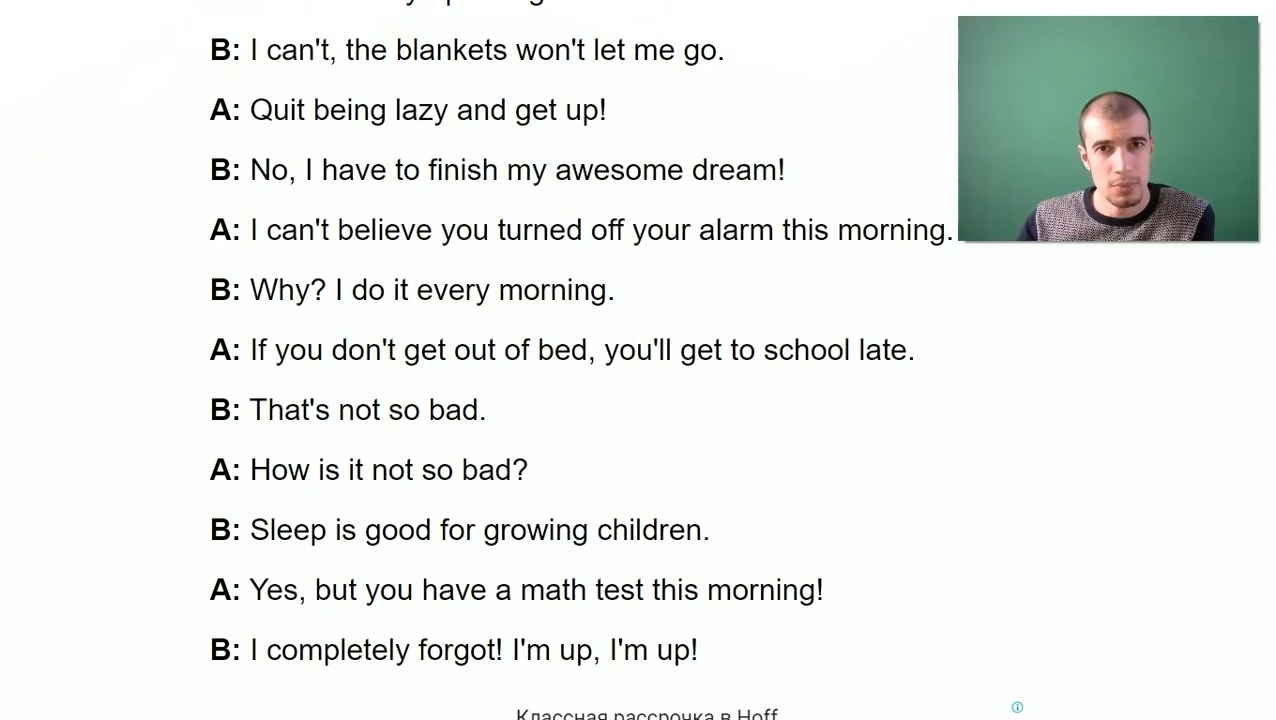 B: I can't, the blankets won't let me go.
A: Quit being lazy and get up!
B: No, I have to finish my awesome dream!
A: I can't believe you turned off your alarm this morning.
B: Why? I do it every morning.
A: If you don't get out of bed, you'll get to school late.
B: That's not so bad.
A: How is it not so bad?
B: Sleep is good for growing children.
A: Yes, but you have a math test this morning!
B: I completely forgot! I'm up, I'm up!
Классная рассрочка в Hoff